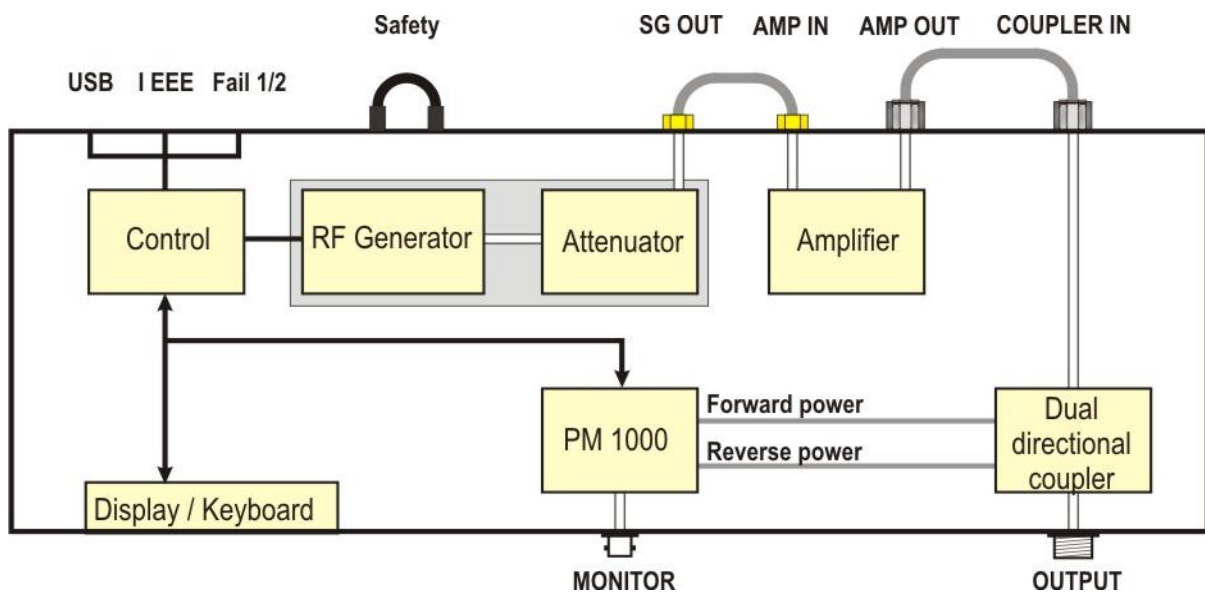 Safety
SG OUT
AMP IN
AMP OUT
COUPLER IN
USB
I EEE
Fail 1/2
Control
RF Generator
Attenuator
Amplifier
Forward power
Reverse power
PM 1000
Dual
directional
coupler
Display / Keyboard
MONITOR
OUTPUT